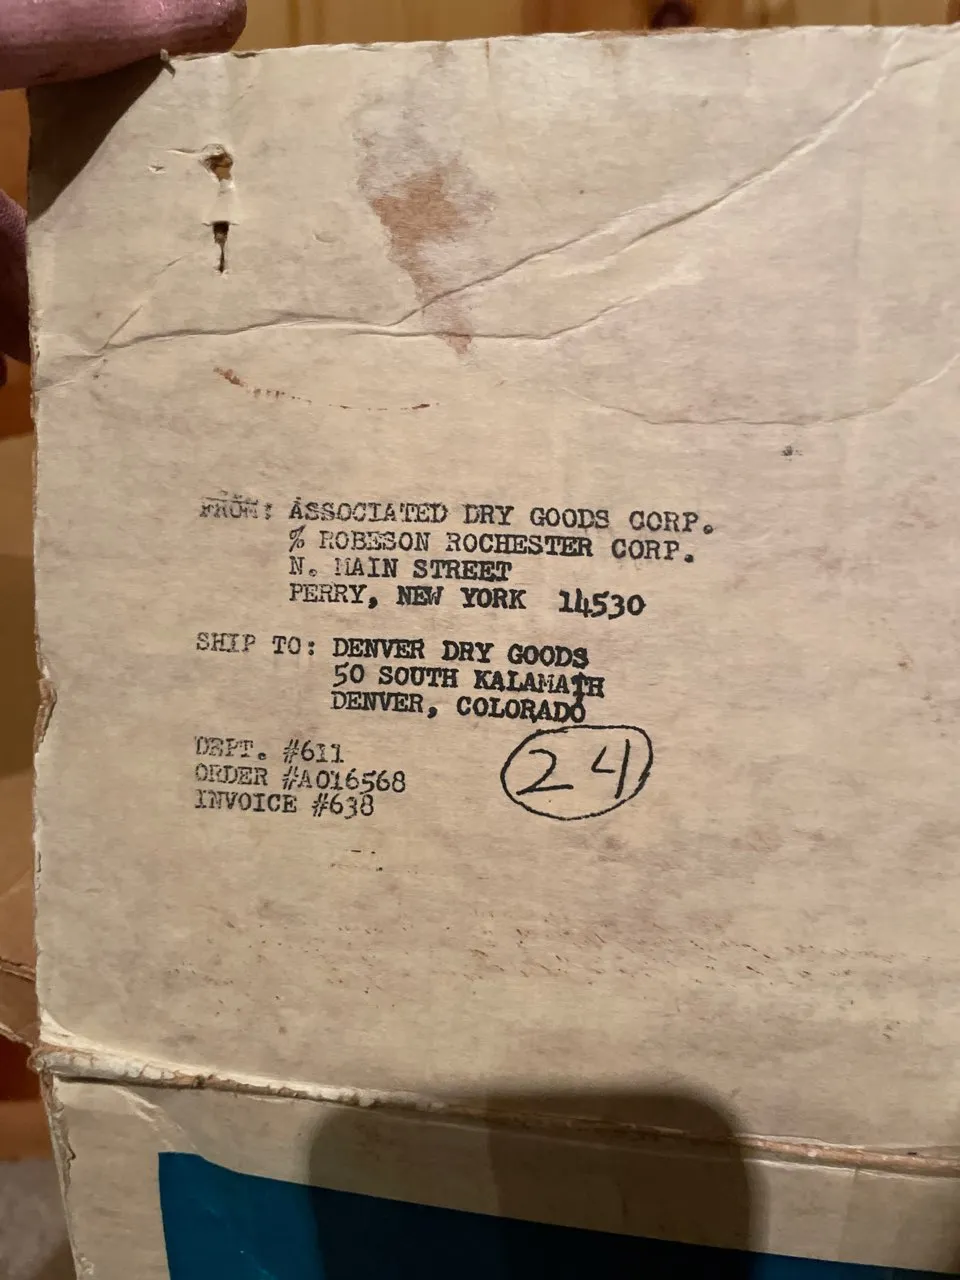 FROM: ASSOCIATED DRY GOODS CORP.
% ROBESON ROCHESTER CORP.
N. MAIN STREET
PERRY, NEW YORK 14530
SHIP TO: DENVER DRY GOODS
50 SOUTH KALAMATH
DENVER, COLORADO
DEPT. #611
ORDER #A016568
INVOICE #638
24